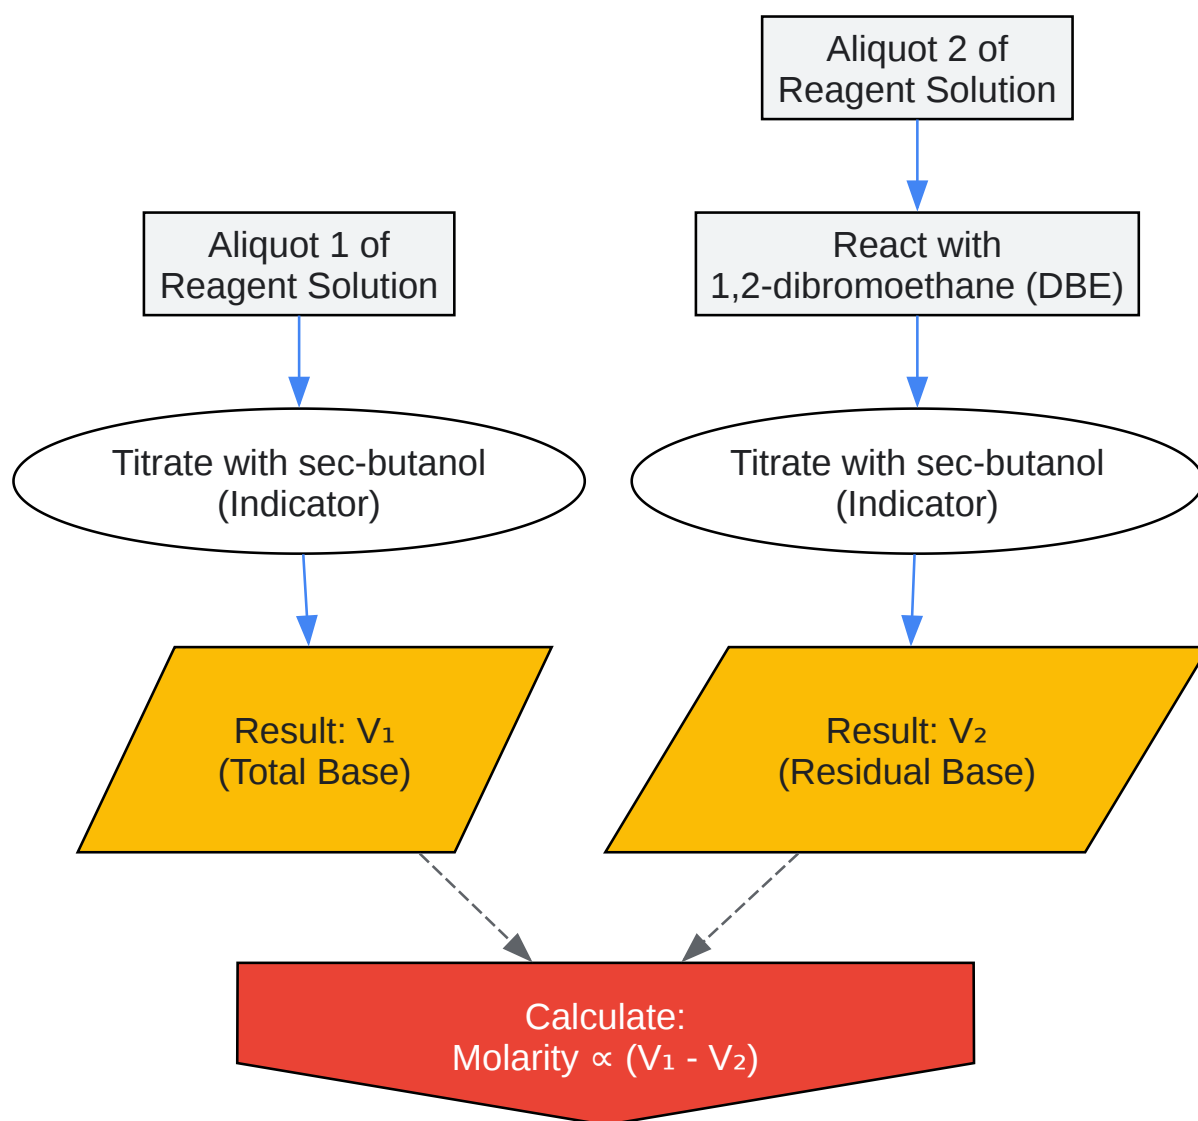 Aliquot 2 of
Reagent Solution
Aliquot 1 of
Reagent Solution
React with
1,2-dibromoethane (DBE)
Titrate with sec-butanol
(Indicator)
Titrate with sec-butanol
(Indicator)
Result: V₁
(Total Base)
Result: V₂
(Residual Base)
Calculate:
Molarity ∝ (V₁ - V₂)